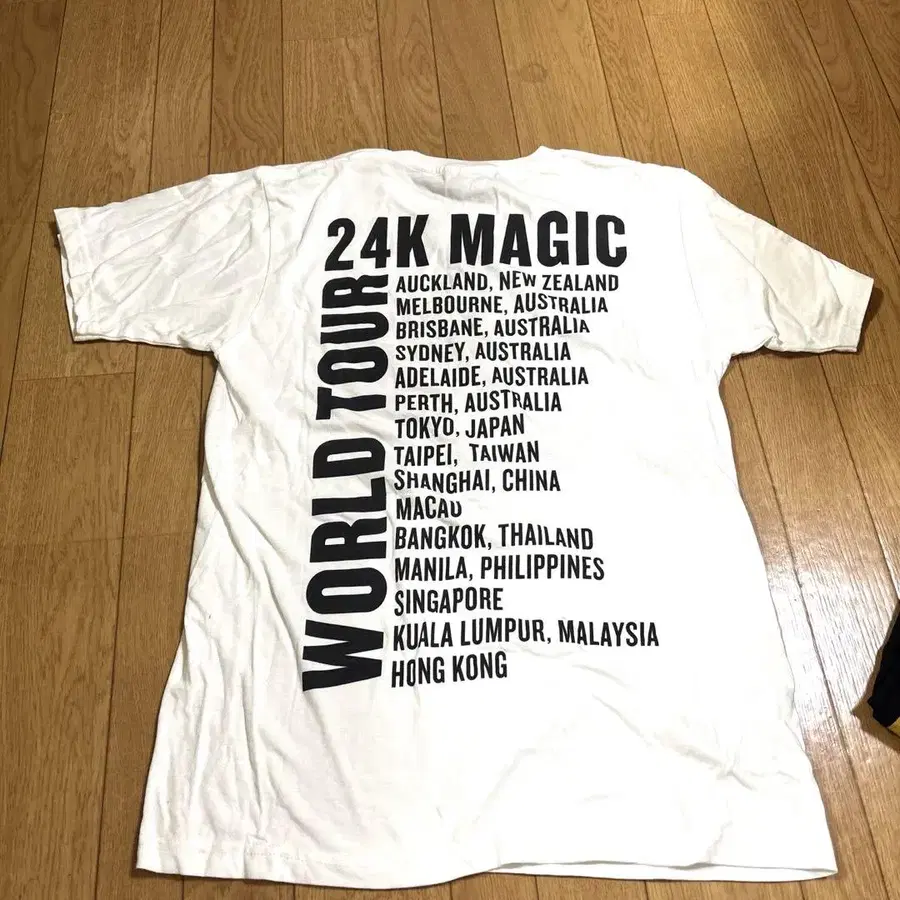 24K MAGIC
WORLD TOUR
AUCKLAND, NEW ZEALAND
MELBOURNE, AUSTRALIA
BRISBANE, AUSTRALIA
SYDNEY, AUSTRALIA
ADELAIDE, AUSTRALIA
PERTH, AUSTRALIA
TOKYO, JAPAN
TAIPEI, TAIWAN
SHANGHAI, CHINA
MACAU
BANGKOK, THAILAND
MANILA, PHILIPPINES
SINGAPORE
KUALA LUMPUR, MALAYSIA
HONG KONG